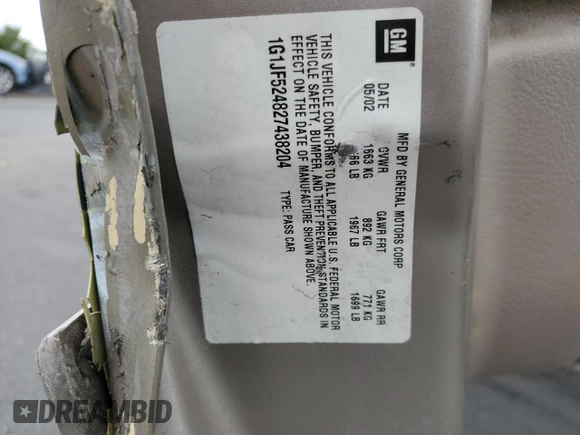 GM
MFD BY GENERAL MOTORS CORP
DATE GVWR GAWR FRT GAWR RR
05/02 1663 KG 892 KG 771 KG
66 LB 1967 LB 1699 LB
THIS VEHICLE CONFORMS TO ALL APPLICABLE U.S. FEDERAL MOTOR
VEHICLE SAFETY, BUMPER, AND THEFT PREVENTION STANDARDS IN
EFFECT ON THE DATE OF MANUFACTURE SHOWN ABOVE.
1G1JF524827438204 TYPE: PASS CAR
DREAMBID